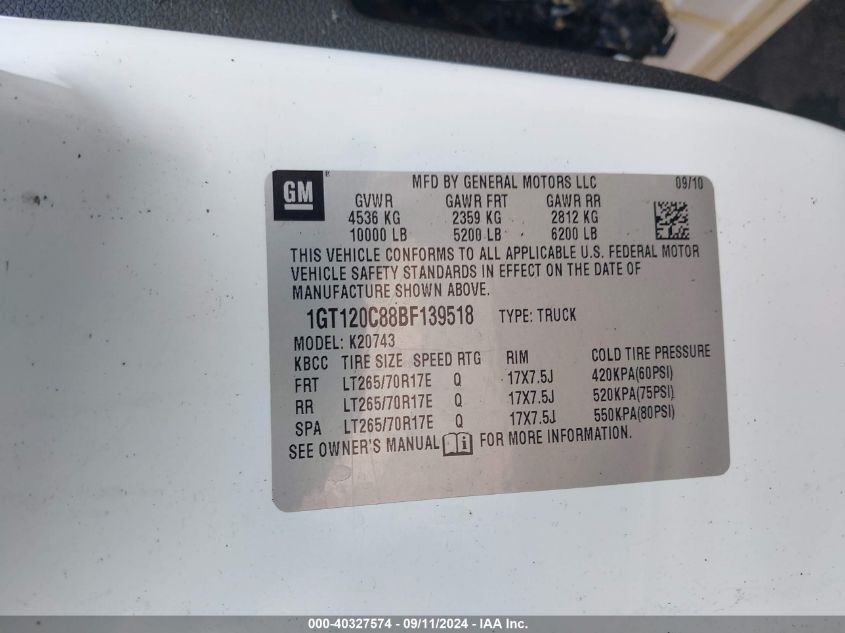 GM ®
MFD BY GENERAL MOTORS LLC 09/10
GVWR GAWR FRT GAWR RR
4536 KG 2359 KG 2812 KG
10000 LB 5200 LB 6200 LB
THIS VEHICLE CONFORMS TO ALL APPLICABLE U.S. FEDERAL MOTOR
VEHICLE SAFETY STANDARDS IN EFFECT ON THE DATE OF
MANUFACTURE SHOWN ABOVE.
1GT120C88BF139518 TYPE: TRUCK
MODEL: K20743
KBCC TIRE SIZE SPEED RTG RIM COLD TIRE PRESSURE
FRT LT265/70R17E Q 17X7.5J 420KPA(60PSI)
RR LT265/70R17E Q 17X7.5J 520KPA(75PSI)
SPA LT265/70R17E Q 17X7.5J 550KPA(80PSI)
SEE OWNER'S MANUAL FOR MORE INFORMATION.
000-40327574 - 09/11/2024 - IAA Inc.